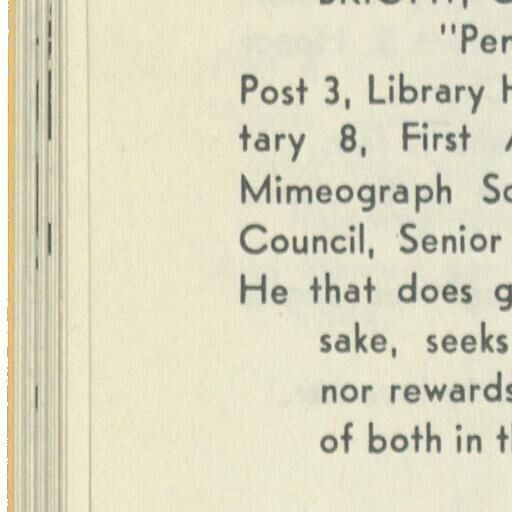 "Per
Post 3, Library H
tary 8, First A
Mimeograph Sc
Council, Senior
He that does g
sake, seeks
nor rewards
of both in th